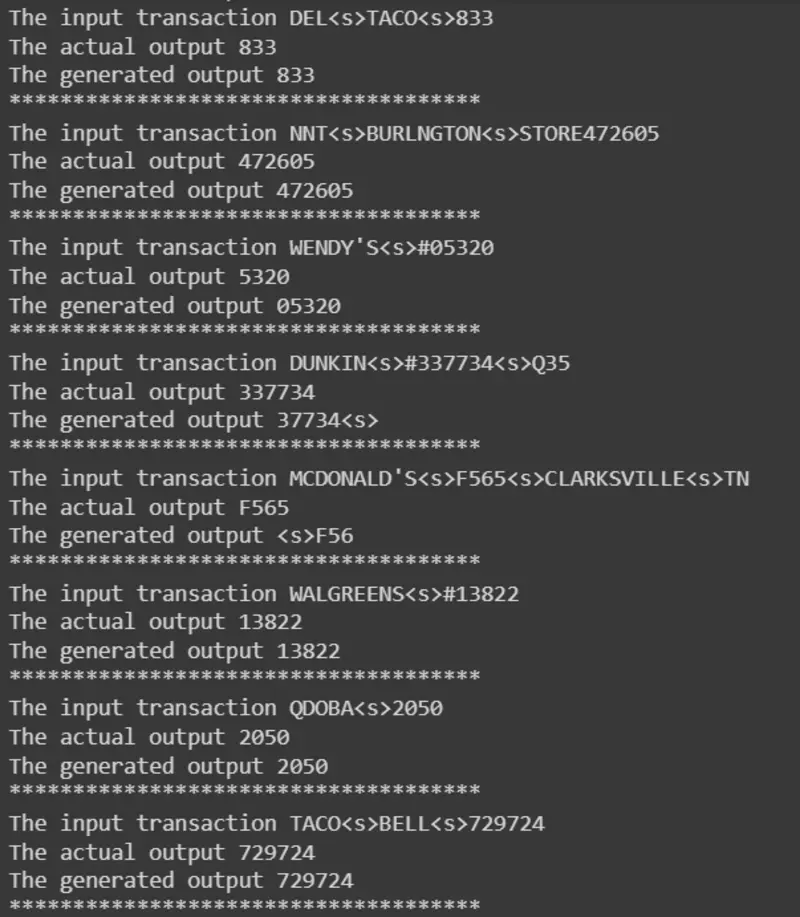 The input transaction DEL<s>TACO<s>833
The actual output 833
The generated output 833
*************************************
The input transaction NNT<s>BURLNGTON<s>STORE472605
The actual output 472605
The generated output 472605
*************************************
The input transaction WENDY'S<s>#05320
The actual output 5320
The generated output 05320
*************************************
The input transaction DUNKIN<s>#337734<s>Q35
The actual output 337734
The generated output 37734<s>
*************************************
The input transaction MCDONALD'S<s>F565<s>CLARKSVILLE<s>TN
The actual output F565
The generated output <s>F56
*************************************
The input transaction WALGREENS<s>#13822
The actual output 13822
The generated output 13822
*************************************
The input transaction QDOBA<s>2050
The actual output 2050
The generated output 2050
*************************************
The input transaction TACO<s>BELL<s>729724
The actual output 729724
The generated output 729724
*************************************